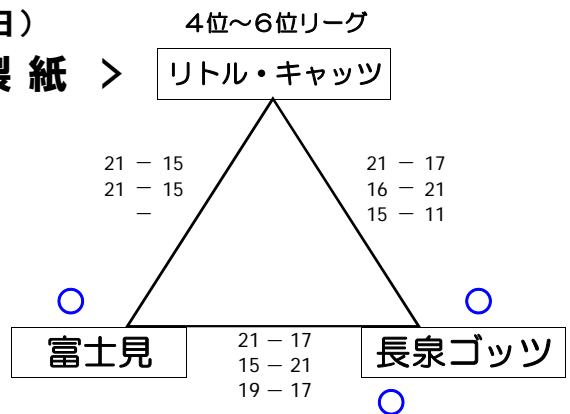 日）
４位～６位リーグ
製 紙 ＞
リトル・キャッツ
21 － 15
21 － 15
－
21 － 17
16 － 21
15 － 11
富士見
21 － 17
15 － 21
19 － 17
長泉ゴッツ